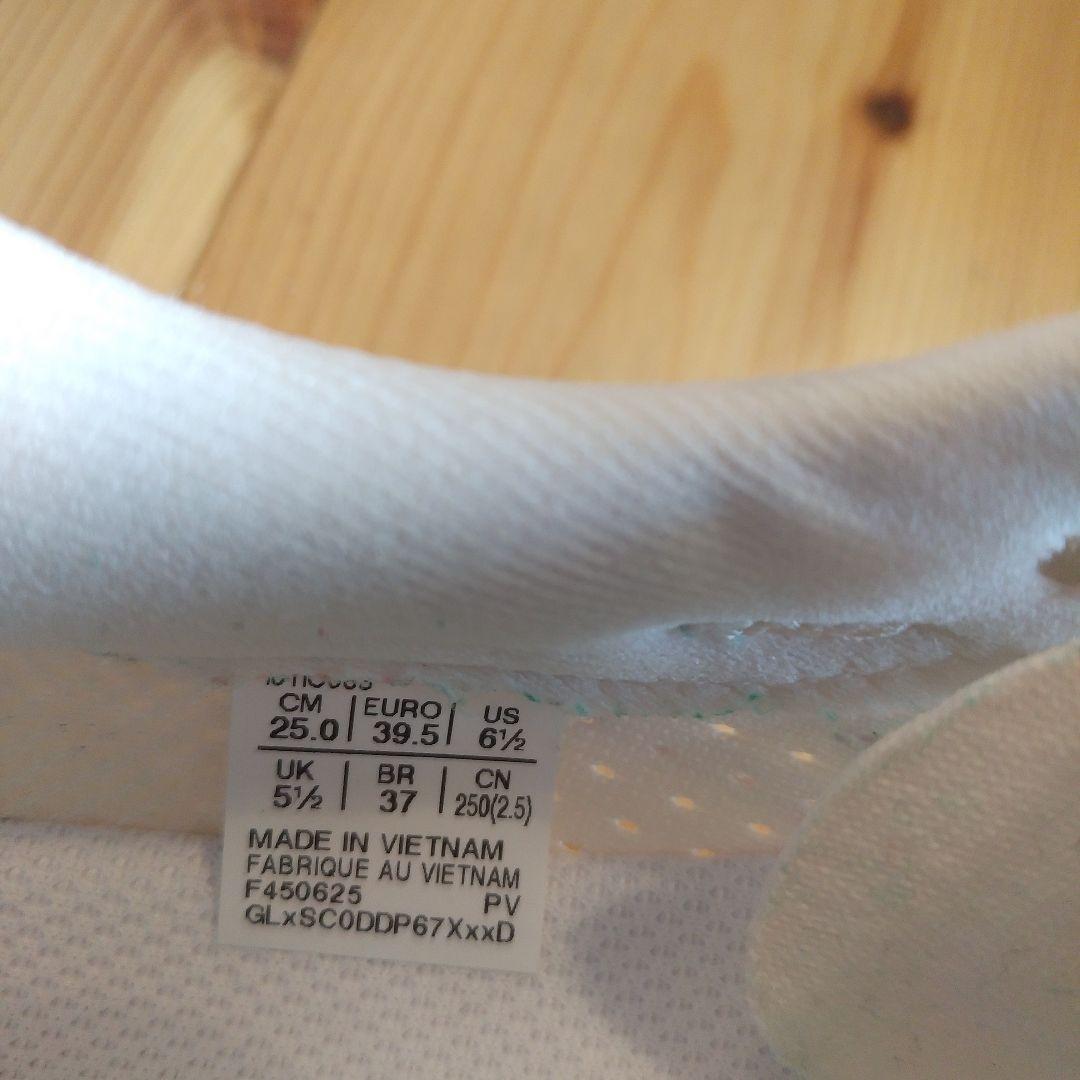 CM | EURO | US
25.0 | 39.5 | 6½
UK | BR | CN
5½ | 37 | 250(2.5)
MADE IN VIETNAM
FABRIQUE AU VIETNAM
F450625 PV
GLxSC0DDP67XxxD